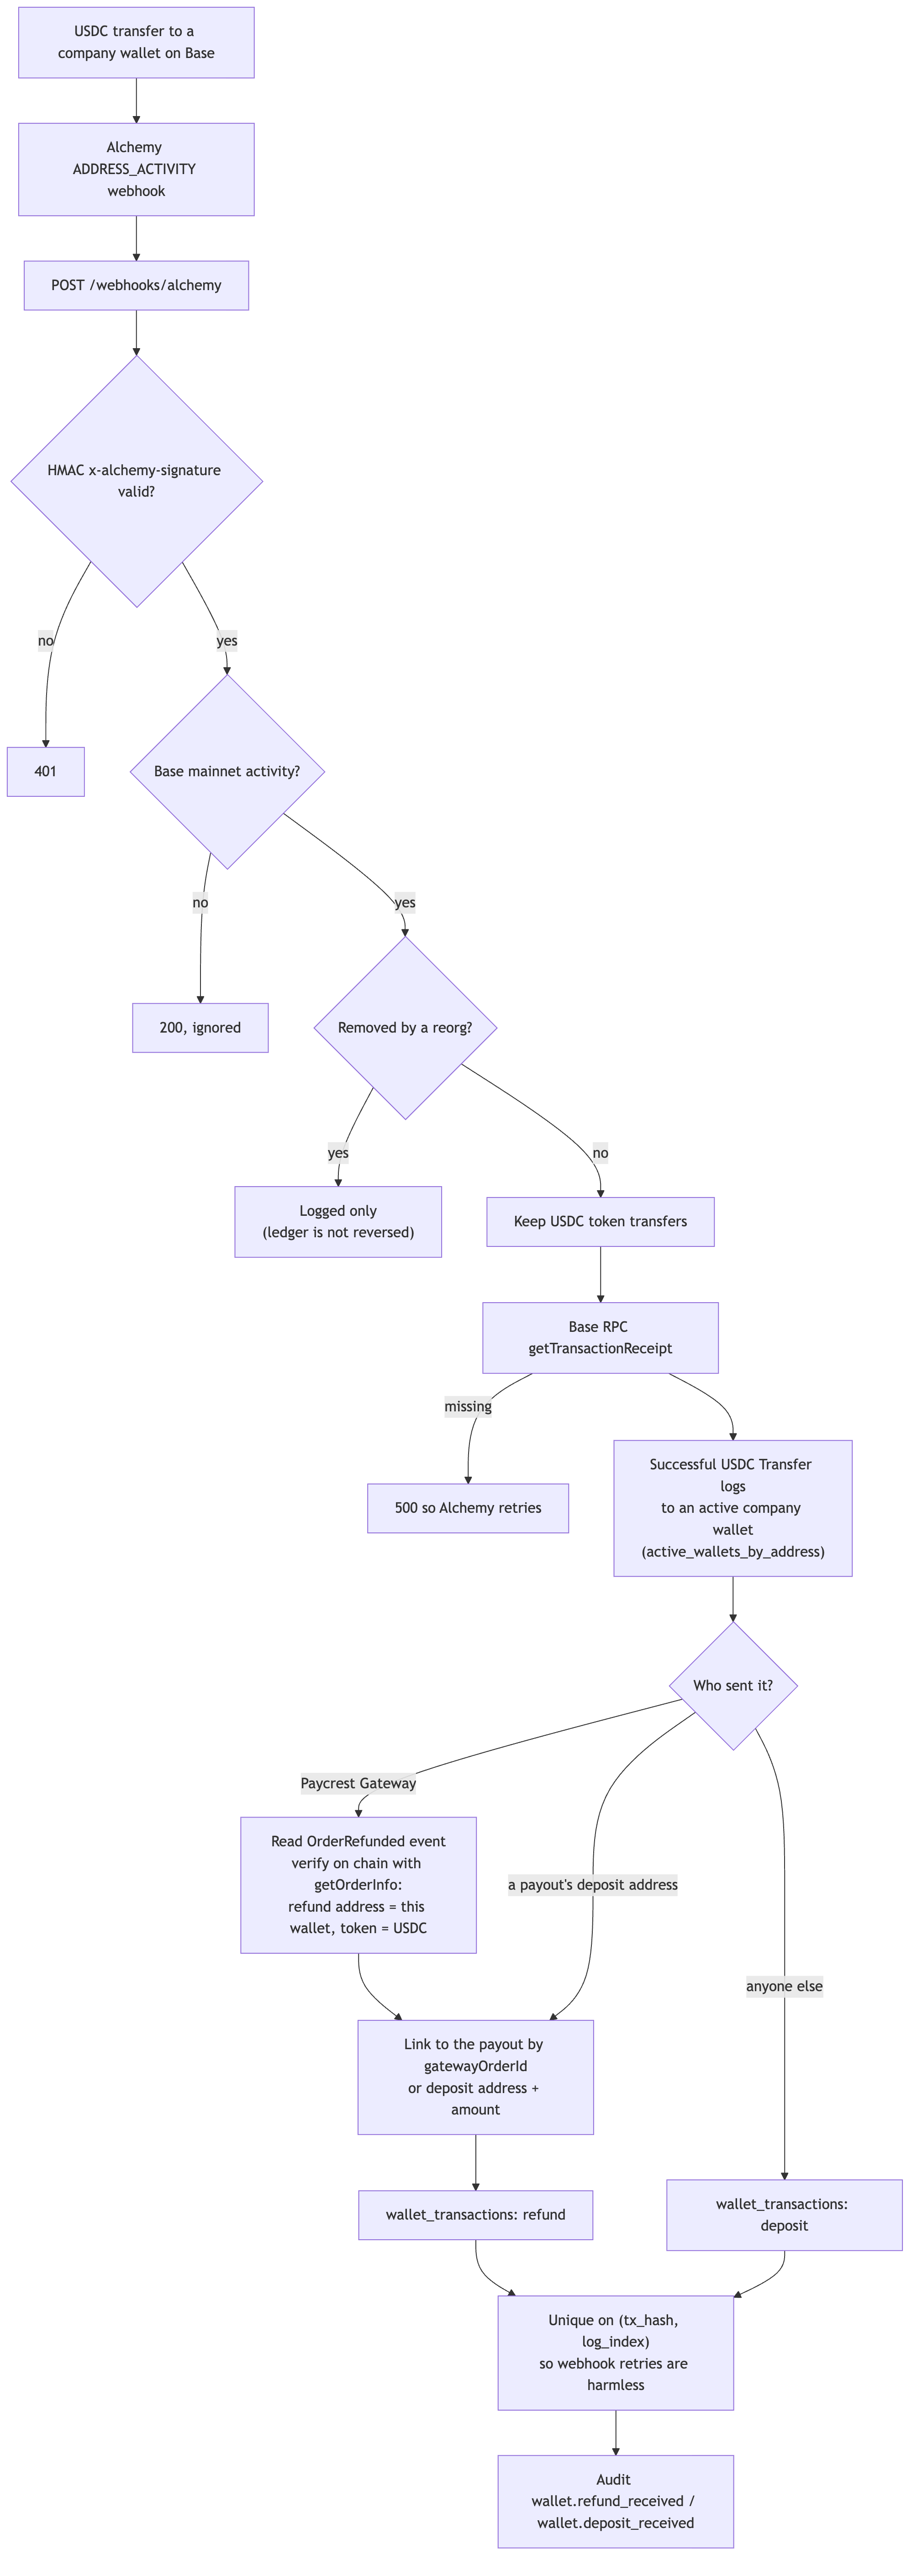 USDC transfer to a
company wallet on Base
Alchemy
ADDRESS_ACTIVITY
webhook
POST /webhooks/alchemy
HMAC x-alchemy-signature
valid?
no
yes
401
Base mainnet activity?
no
yes
200, ignored
Removed by a reorg?
yes
no
Logged only
(ledger is not reversed)
Keep USDC token transfers
Base RPC
getTransactionReceipt
missing
500 so Alchemy retries
Successful USDC Transfer
logs
to an active company
wallet
(active_wallets_by_address)
Who sent it?
Paycrest Gateway
a payout's deposit address
anyone else
Read OrderRefunded event
verify on chain with
getOrderInfo:
refund address = this
wallet, token = USDC
Link to the payout by
gatewayOrderId
or deposit address +
amount
wallet_transactions: refund
wallet_transactions:
deposit
Unique on (tx_hash,
log_index)
so webhook retries are
harmless
Audit
wallet.refund_received /
wallet.deposit_received